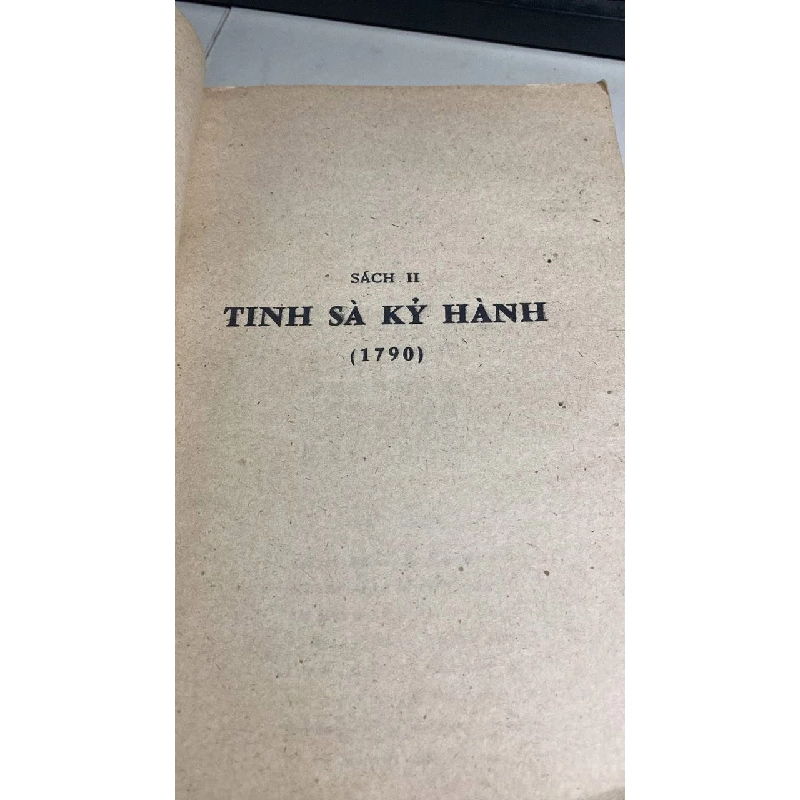 SÁCH II
TINH SÀ KỶ HÀNH
(1790)